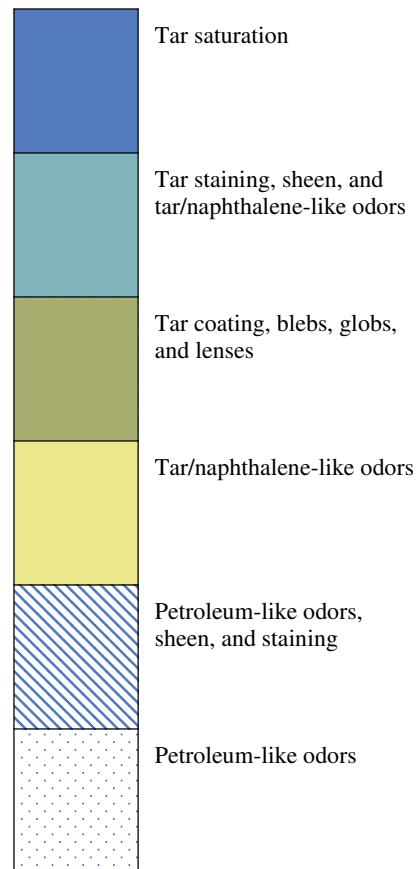 Tar saturation
Tar staining, sheen, and
tar/naphthalene-like odors
Tar coating, blebs, globs,
and lenses
Tar/naphthalene-like odors
Petroleum-like odors,
sheen, and staining
Petroleum-like odors